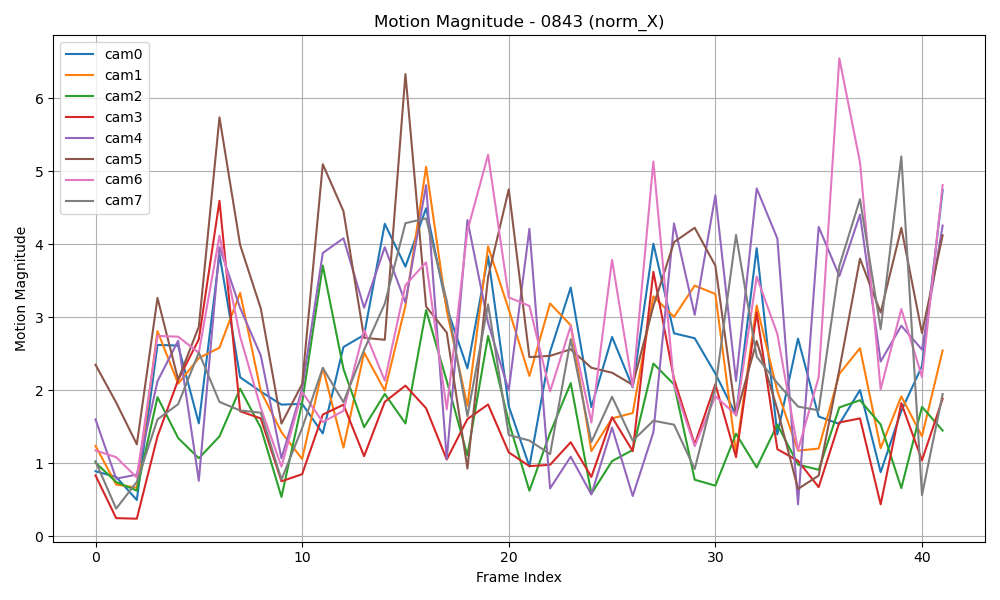 Motion Magnitude - 0843 (norm_X)
cam0
cam1
cam2
cam3
cam4
cam5
cam6
cam7
Motion Magnitude
6
5
4
3
2
1
0
0 10 20 30 40
Frame Index